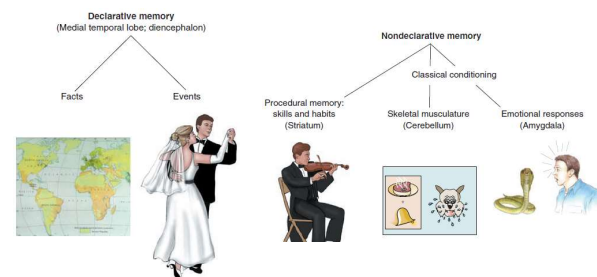 Declarative memory
(Medial temporal lobe; diencephalon)
Facts
Events
Nondeclarative memory
Classical conditioning
Procedural memory:
skills and habits
(Striatum)
Skeletal musculature
(Cerebellum)
Emotional responses
(Amygdala)